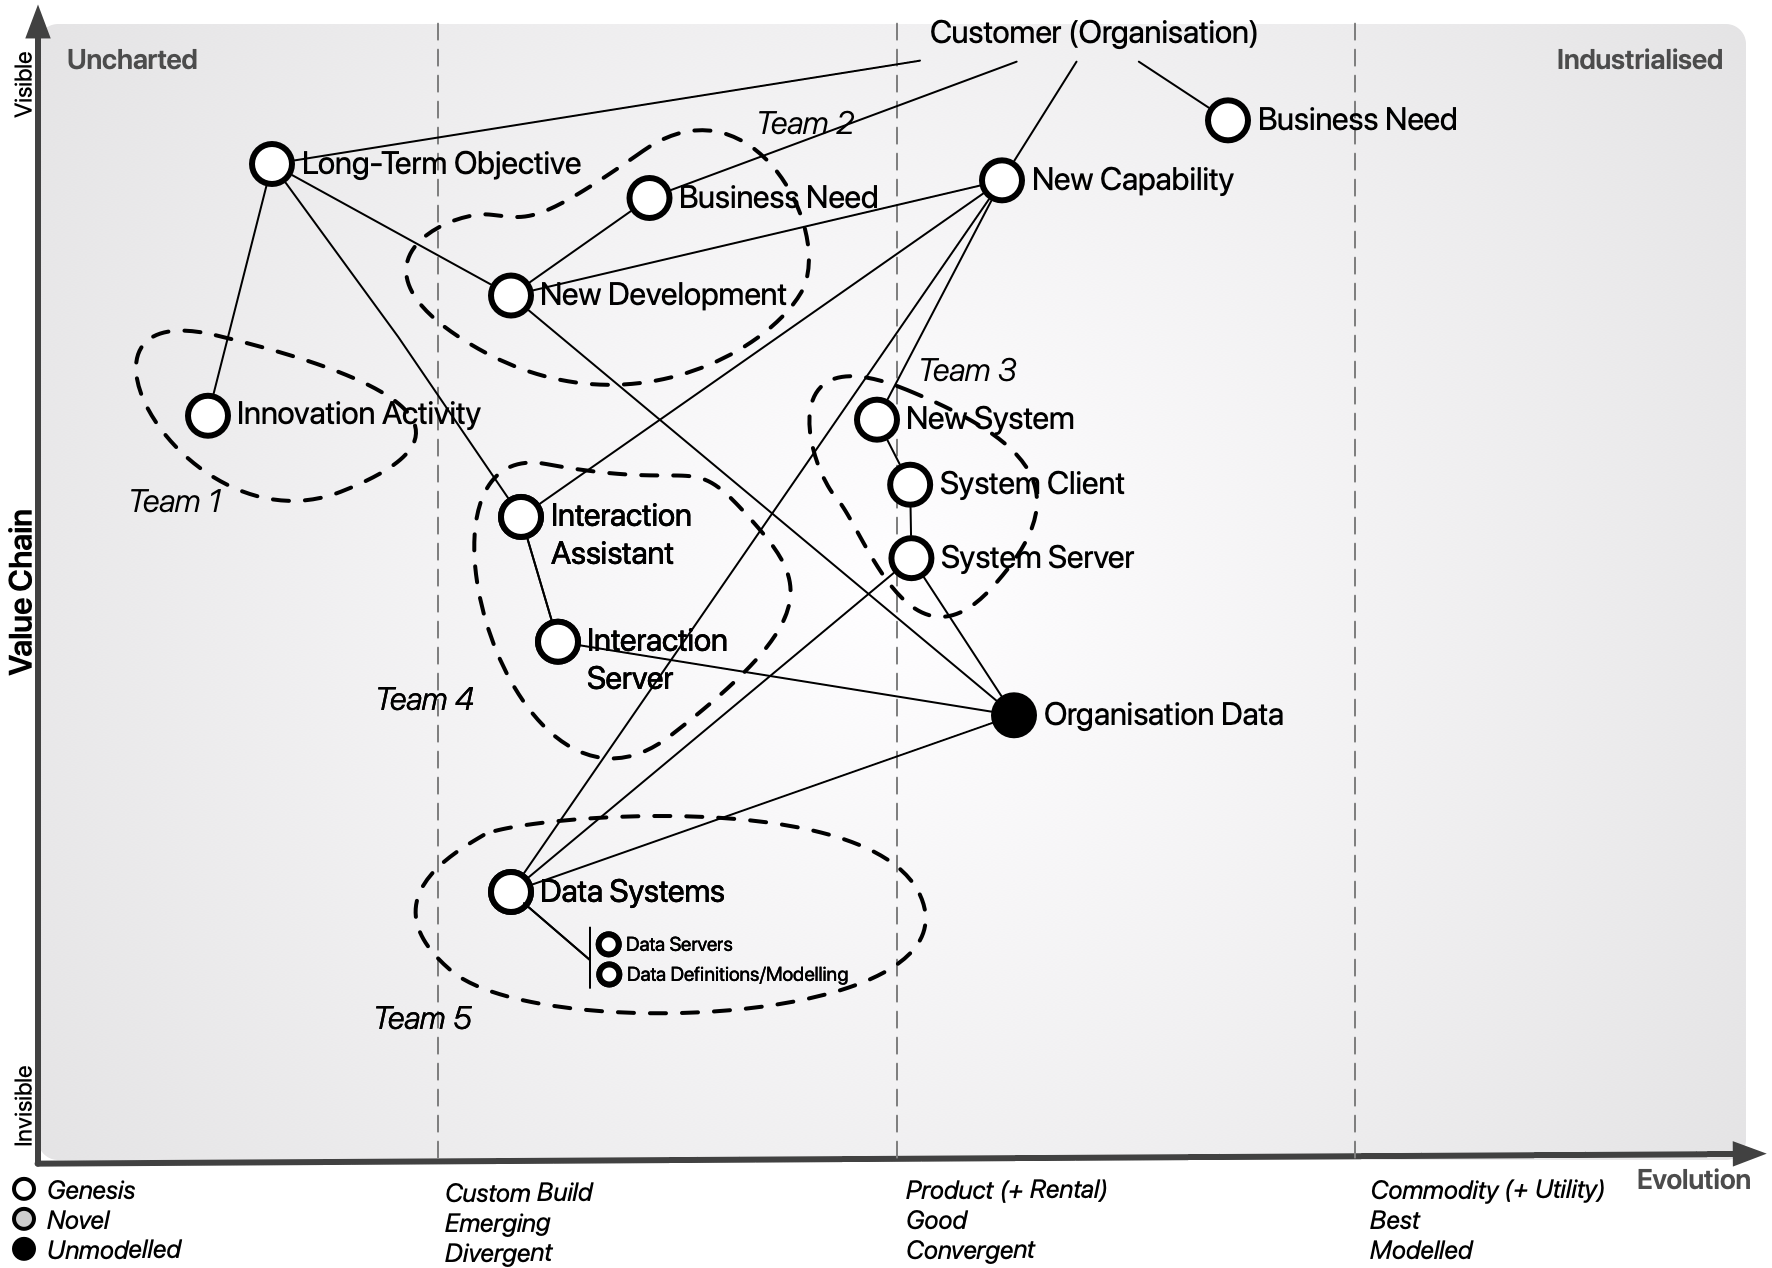 Customer (Organisation)
Uncharted
Industrialised
Visible
Team 2
Business Need
Long-Term Objective
New Capability
Business Need
New Development
Team 3
Innovation Activity
New System
Team 1
System Client
Interaction
Assistant
System Server
Value Chain
Interaction
Server
Team 4
Organisation Data
Data Systems
Data Servers
Data Definitions/Modelling
Team 5
Invisible
Evolution
Genesis
Novel
Unmodelled
Custom Build
Emerging
Divergent
Product (+ Rental)
Good
Convergent
Commodity (+ Utility)
Best
Modelled